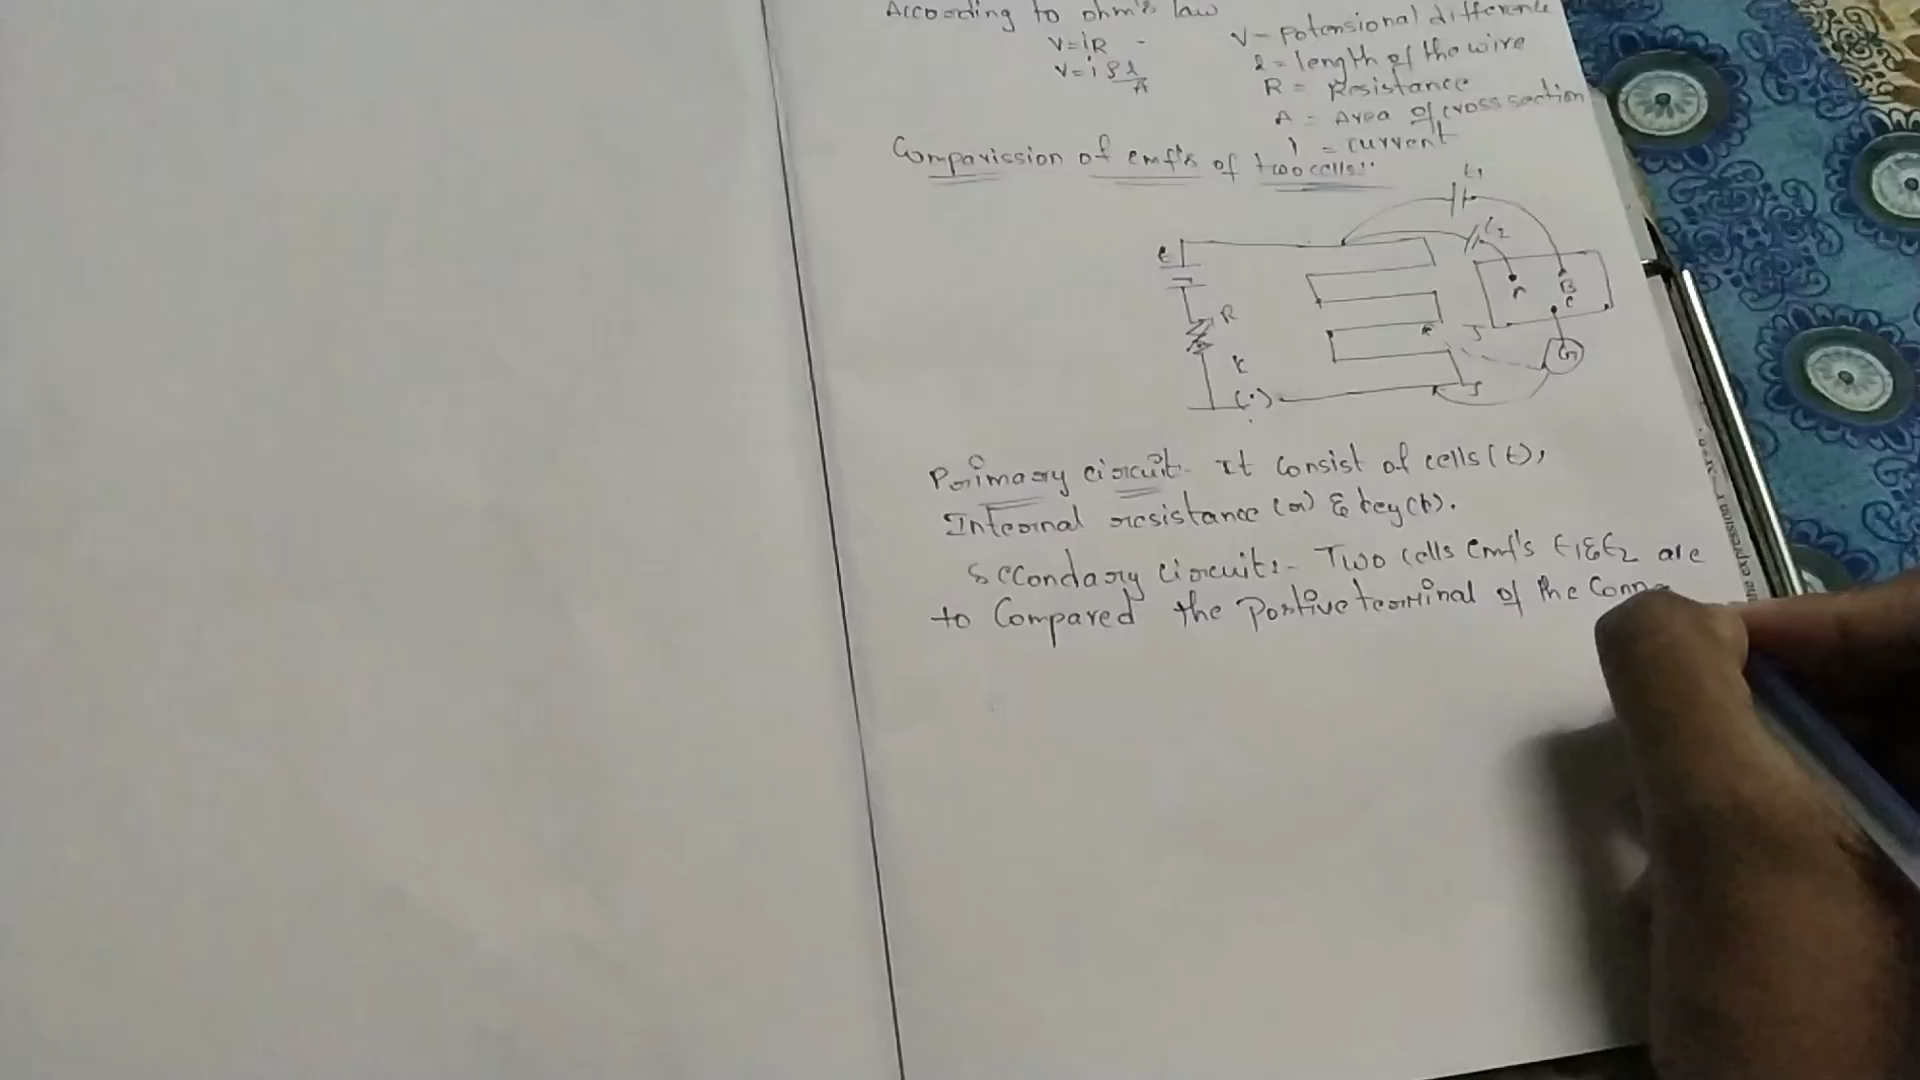 According to ohm's law
V=iR
V=i ρl/A
V- potensional difference
l = length of the wire
R = Resistance
A = Area of cross section
i = current
Comparission of emf's of two cells:-
E1
E2
E
R
K
(.)
A
B
C
G
J
J
Primary circuit- It consist of cells (E),
Internal resistance (r) & key (k).
Secondary circuit:- Two cells emf's E1 & E2 are
to Compared the Positive terminal of the Conn